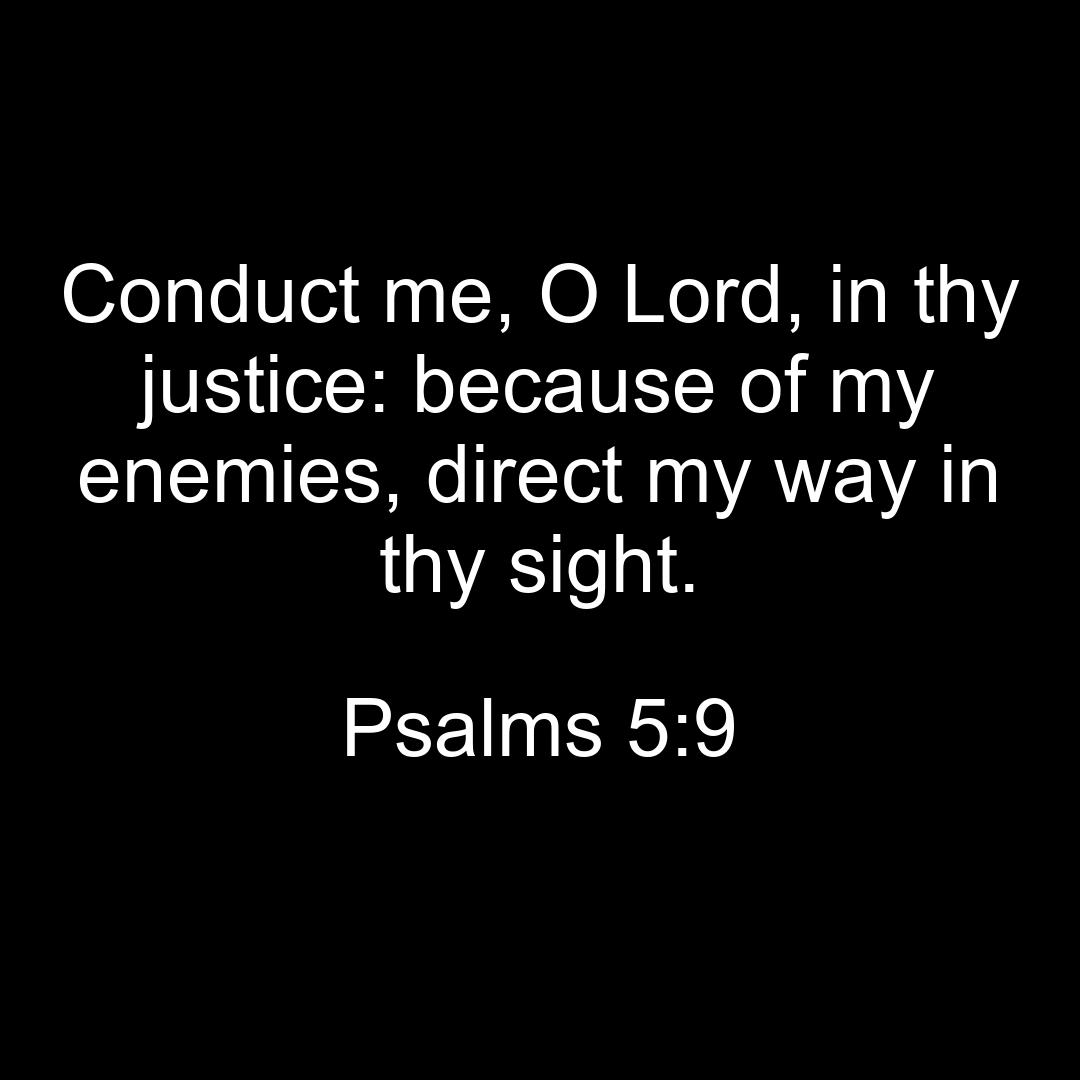 Conduct me, O Lord, in thy
justice: because of my
enemies, direct my way in
thy sight.
Psalms 5:9